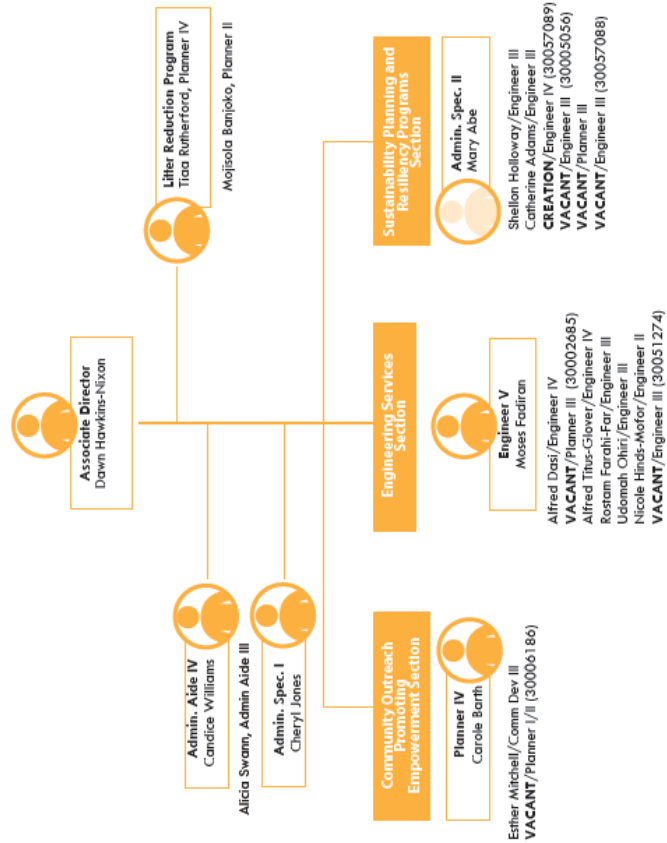 Associate Director
Dawn Hawkins-Nixon
Litter Reduction Program
Tiaa Rutherford, Planner IV
Mojisola Banjoko, Planner II
Admin. Aide IV
Candice Williams
Alicia Swann, Admin Aide III
Admin. Spec. I
Cheryl Jones
Community Outreach
Promoting
Empowerment Section
Planner IV
Carole Barth
Esther Mitchell/Comm Dev III
VACANT/Planner I/II (30006186)
Engineering Services
Section
Engineer V
Moses Fadiran
Alfred Dasi/Engineer IV
VACANT/Planner III (30002685)
Alfred Titus-Glover/Engineer IV
Rostam Farahi-Far/Engineer III
Udomah Ohiri/Engineer III
Nicole Hinds-Mofor/Engineer II
VACANT/Engineer III (30051274)
Sustainability Planning and
Resiliency Programs
Section
Admin. Spec. II
Mary Abe
Shellon Holloway/Engineer III
Catherine Adams/Engineer III
CREATION/Engineer IV (30057089)
VACANT/Engineer III (30005056)
VACANT/Planner III
VACANT/Engineer III (30057088)